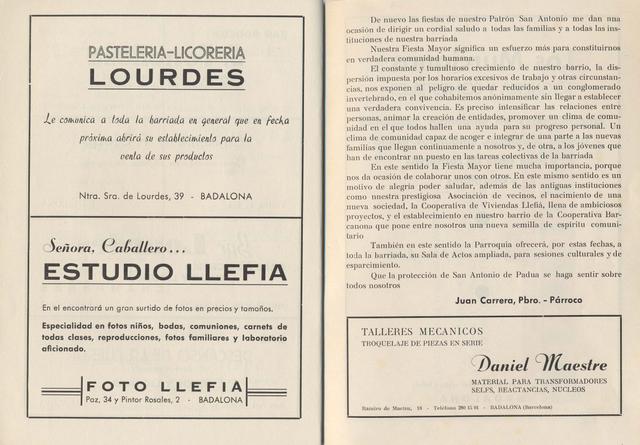 PASTELERIA-LICORERIA
LOURDES
Le comunica a toda la barriada en general que en fecha
próxima abrirá su establecimiento para la
venta de sus productos
Ntra. Sra. de Lourdes, 39 - BADALONA
Señora, Caballero...
ESTUDIO LLEFIA
En el encontrará un gran surtido de fotos en precios y tamaños.
Especialidad en fotos niños, bodas, comuniones, carnets de
todas clases, reproducciones, fotos familiares y laboratorio
aficionado.
FOTO LLEFIA
Paz, 34 y Pintor Rosales, 2 - BADALONA
De nuevo las fiestas de nuestro Patrón San Antonio me dan una
ocasión de dirigir un cordial saludo a todas las familias y a todas las ins-
tituciones de nuestra barriada
Nuestra Fiesta Mayor significa un esfuerzo más para constituirnos
en verdadera comunidad humana.
El constante y tumultuoso crecimiento de nuestro barrio, la dis-
persión impuesta por los horarios excesivos de trabajo y otras circunstan-
cias, nos exponen al peligro de quedar reducidos a un conglomerado
invertebrado, en el que cohabitemos anónimamente sin llegar a establecer
una verdadera convivencia. Es preciso intensificar las relaciones entre
personas, animar la creación de entidades, promover un clima de comu-
nidad en el que todos hallen una ayuda para su progreso personal. Un
clima de comunidad capaz de acoger e integrar de una parte a las nuevas
familias que llegan continuamente a nosotros y, de otra, a los jóvenes que
han de encontrar un puesto en las tareas colectivas de la barriada
En este sentido la Fiesta Mayor tiene mucha importancia, porque
nos da ocasión de colaborar unos con otros. En este mismo sentido es un
motivo de alegría poder saludar, además de las antiguas instituciones
como nuestra prestigiosa Asociación de vecinos, el nacimiento de una
nueva sociedad, la Cooperativa de Viviendas Llefiá, llena de ambiciosos
proyectos, y el establecimiento en nuestro barrio de la Cooperativa Bar-
canona que pone entre nosotros una nueva semilla de espíritu comuni-
tario
También en este sentido la Parroquia ofrecerá, por estas fechas, a
toda la barriada, su Sala de Actos ampliada, para sesiones culturales y de
esparcimiento.
Que la protección de San Antonio de Padua se haga sentir sobre
todos nosotros
Juan Carrera, Pbro. - Párroco
TALLERES MECANICOS
TROQUELAJE DE PIEZAS EN SERIE
Daniel Maestre
MATERIAL PARA TRANSFORMADORES
SELFS, REACTANCIAS, NUCLEOS
Ramiro de Maeztu, 18 - Teléfono 280 15 01 - BADALONA (Barcelona)